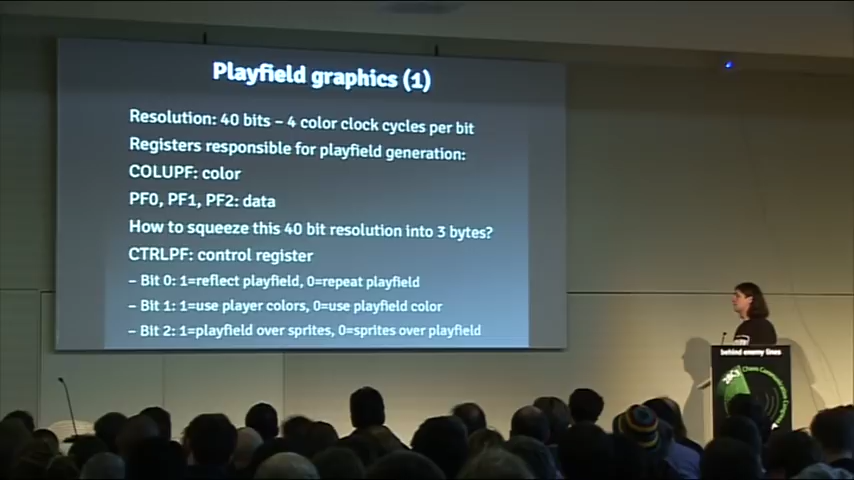 Playfield graphics (1)
Resolution: 40 bits – 4 color clock cycles per bit
Registers responsible for playfield generation:
COLUPF: color
PF0, PF1, PF2: data
How to squeeze this 40 bit resolution into 3 bytes?
CTRLPF: control register
– Bit 0: 1=reflect playfield, 0=repeat playfield
– Bit 1: 1=use player colors, 0=use playfield color
– Bit 2: 1=playfield over sprites, 0=sprites over playfield
behind enemy lines
28C3
Chaos Communication